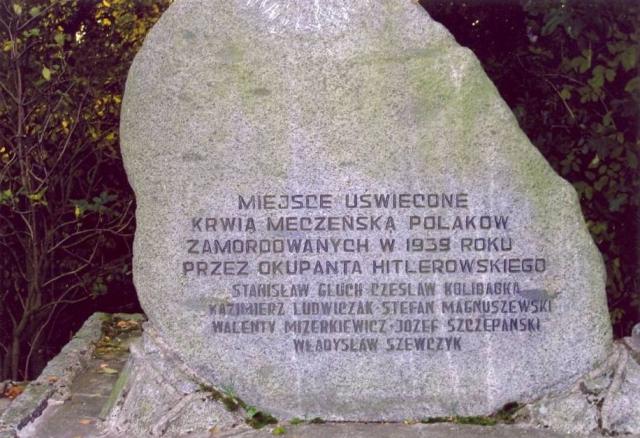 MIEJSCE UŚWIĘCONE
KRWIĄ MĘCZEŃSKĄ POLAKÓW
ZAMORDOWANYCH W 1939 ROKU
PRZEZ OKUPANTA HITLEROWSKIEGO
STANISŁAW GŁUCH CZESŁAW KOLIBABKA
KAZIMIERZ LUDWICZAK · STEFAN MAGNUSZEWSKI
WALENTY MIZERKIEWICZ · JÓZEF SZCZEPAŃSKI
WŁADYSŁAW SZEWCZYK